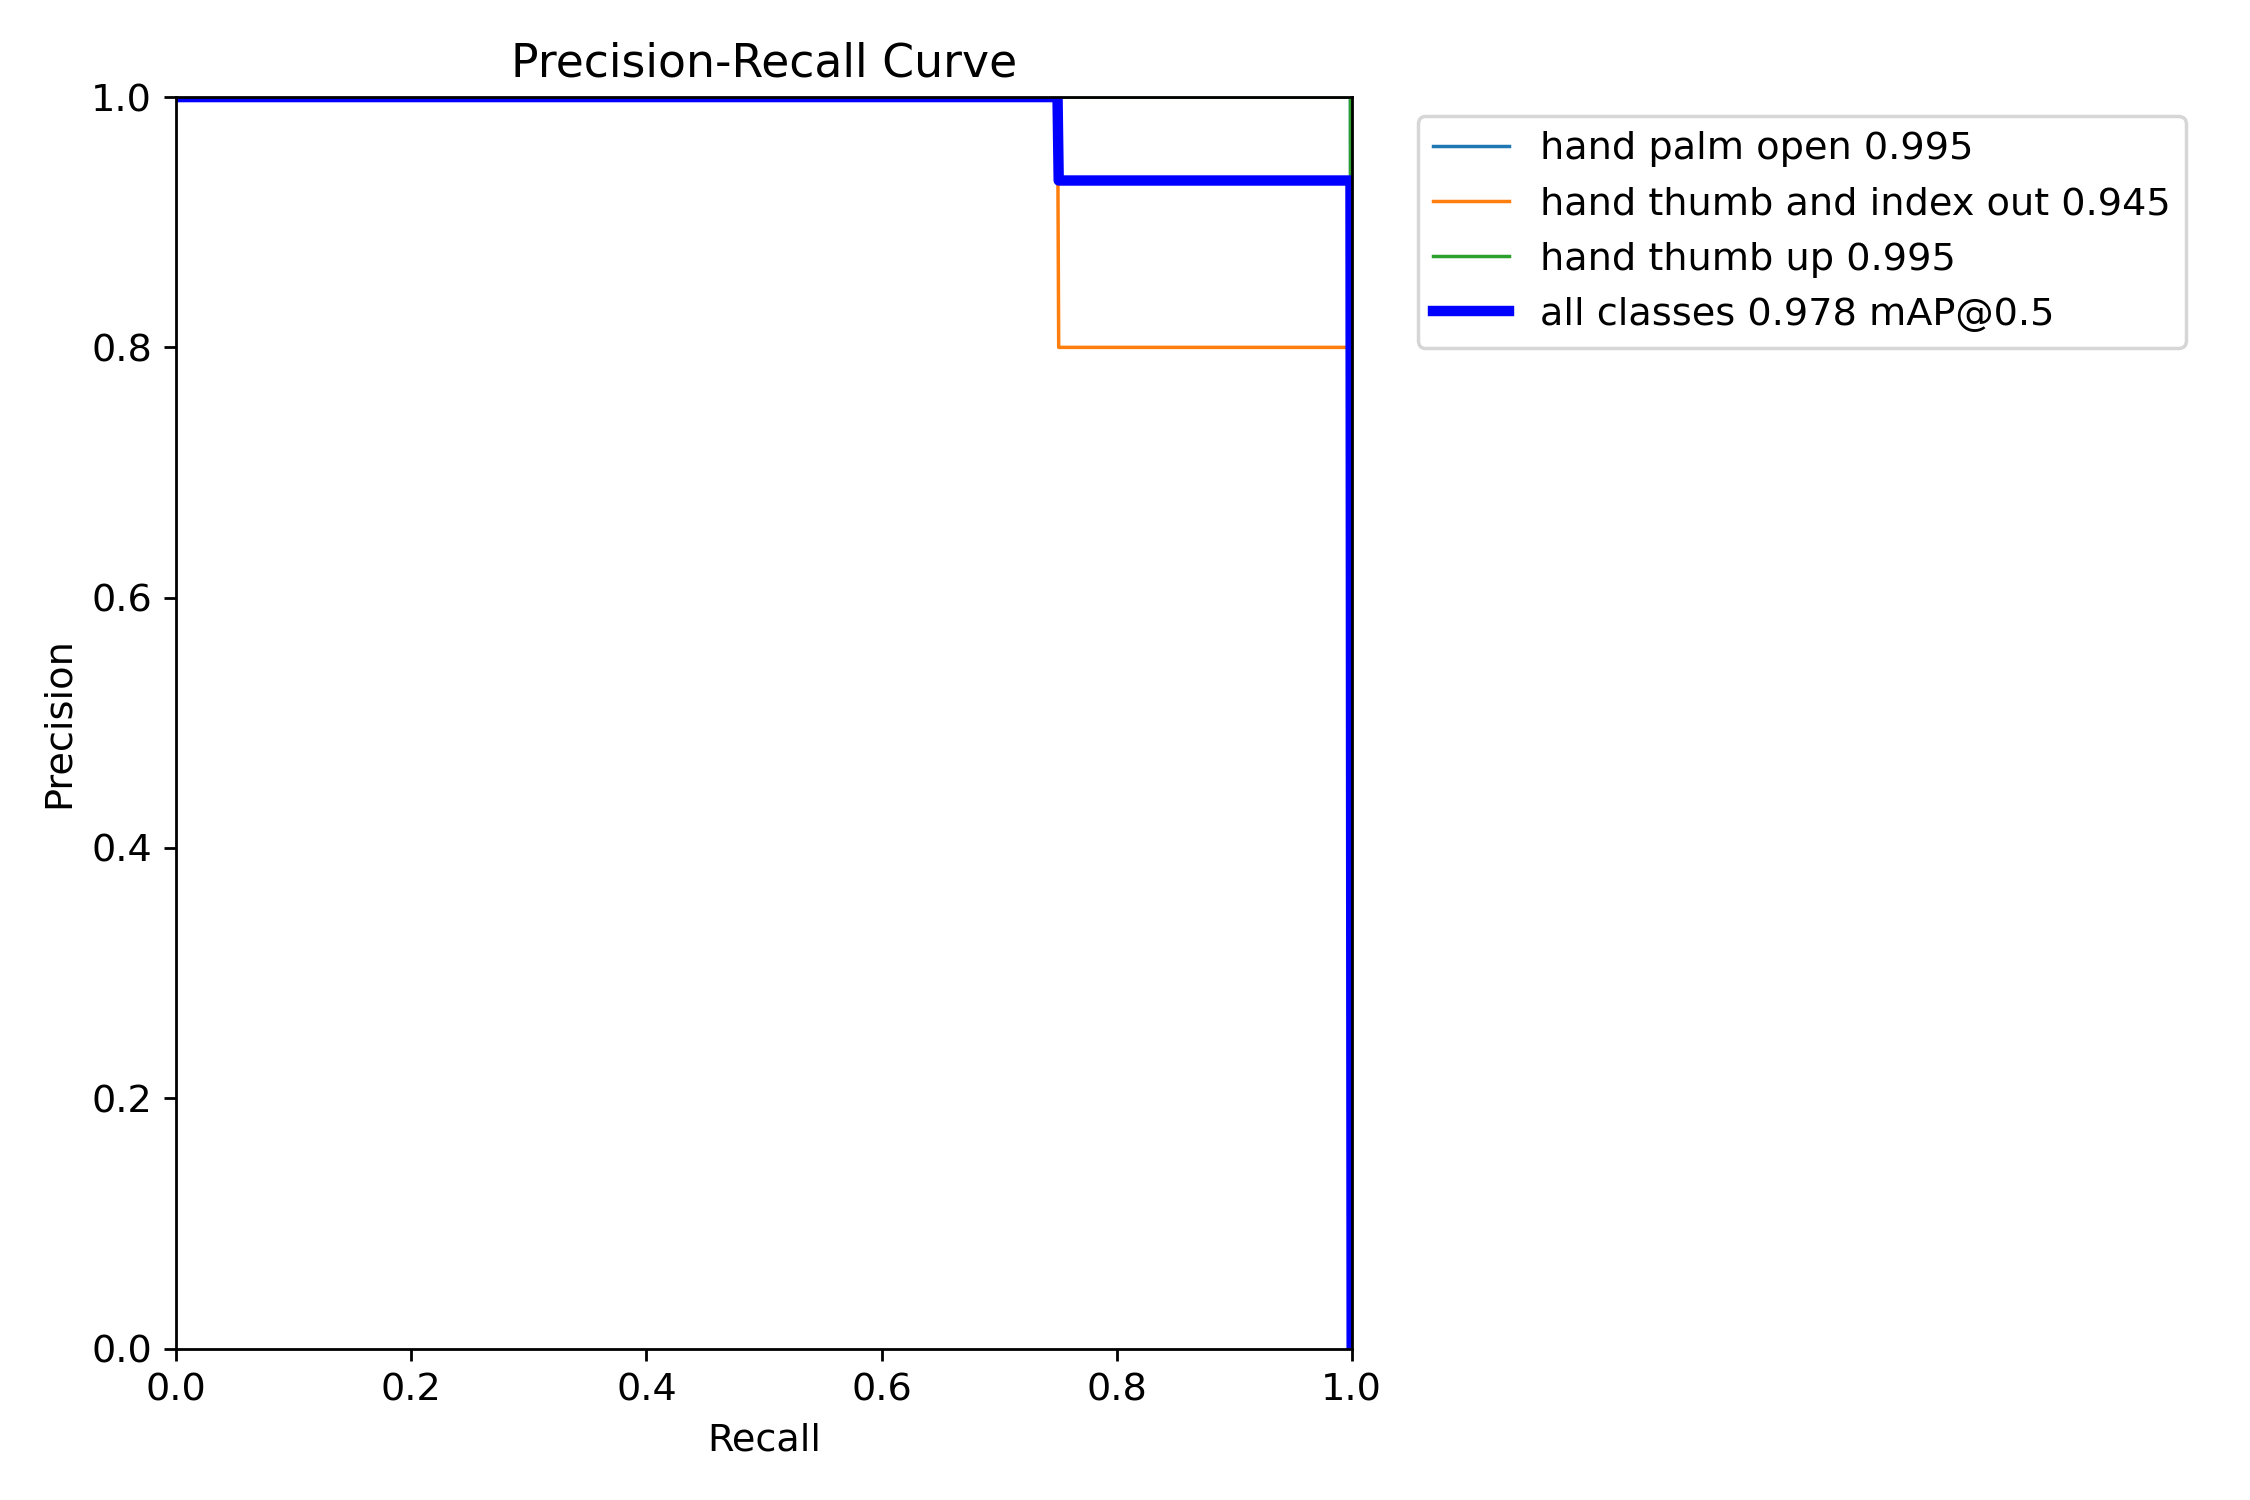 Precision-Recall Curve
1.0
0.8
0.6
0.4
0.2
0.0
Precision
0.0 0.2 0.4 0.6 0.8 1.0
Recall
hand palm open 0.995
hand thumb and index out 0.945
hand thumb up 0.995
all classes 0.978 mAP@0.5